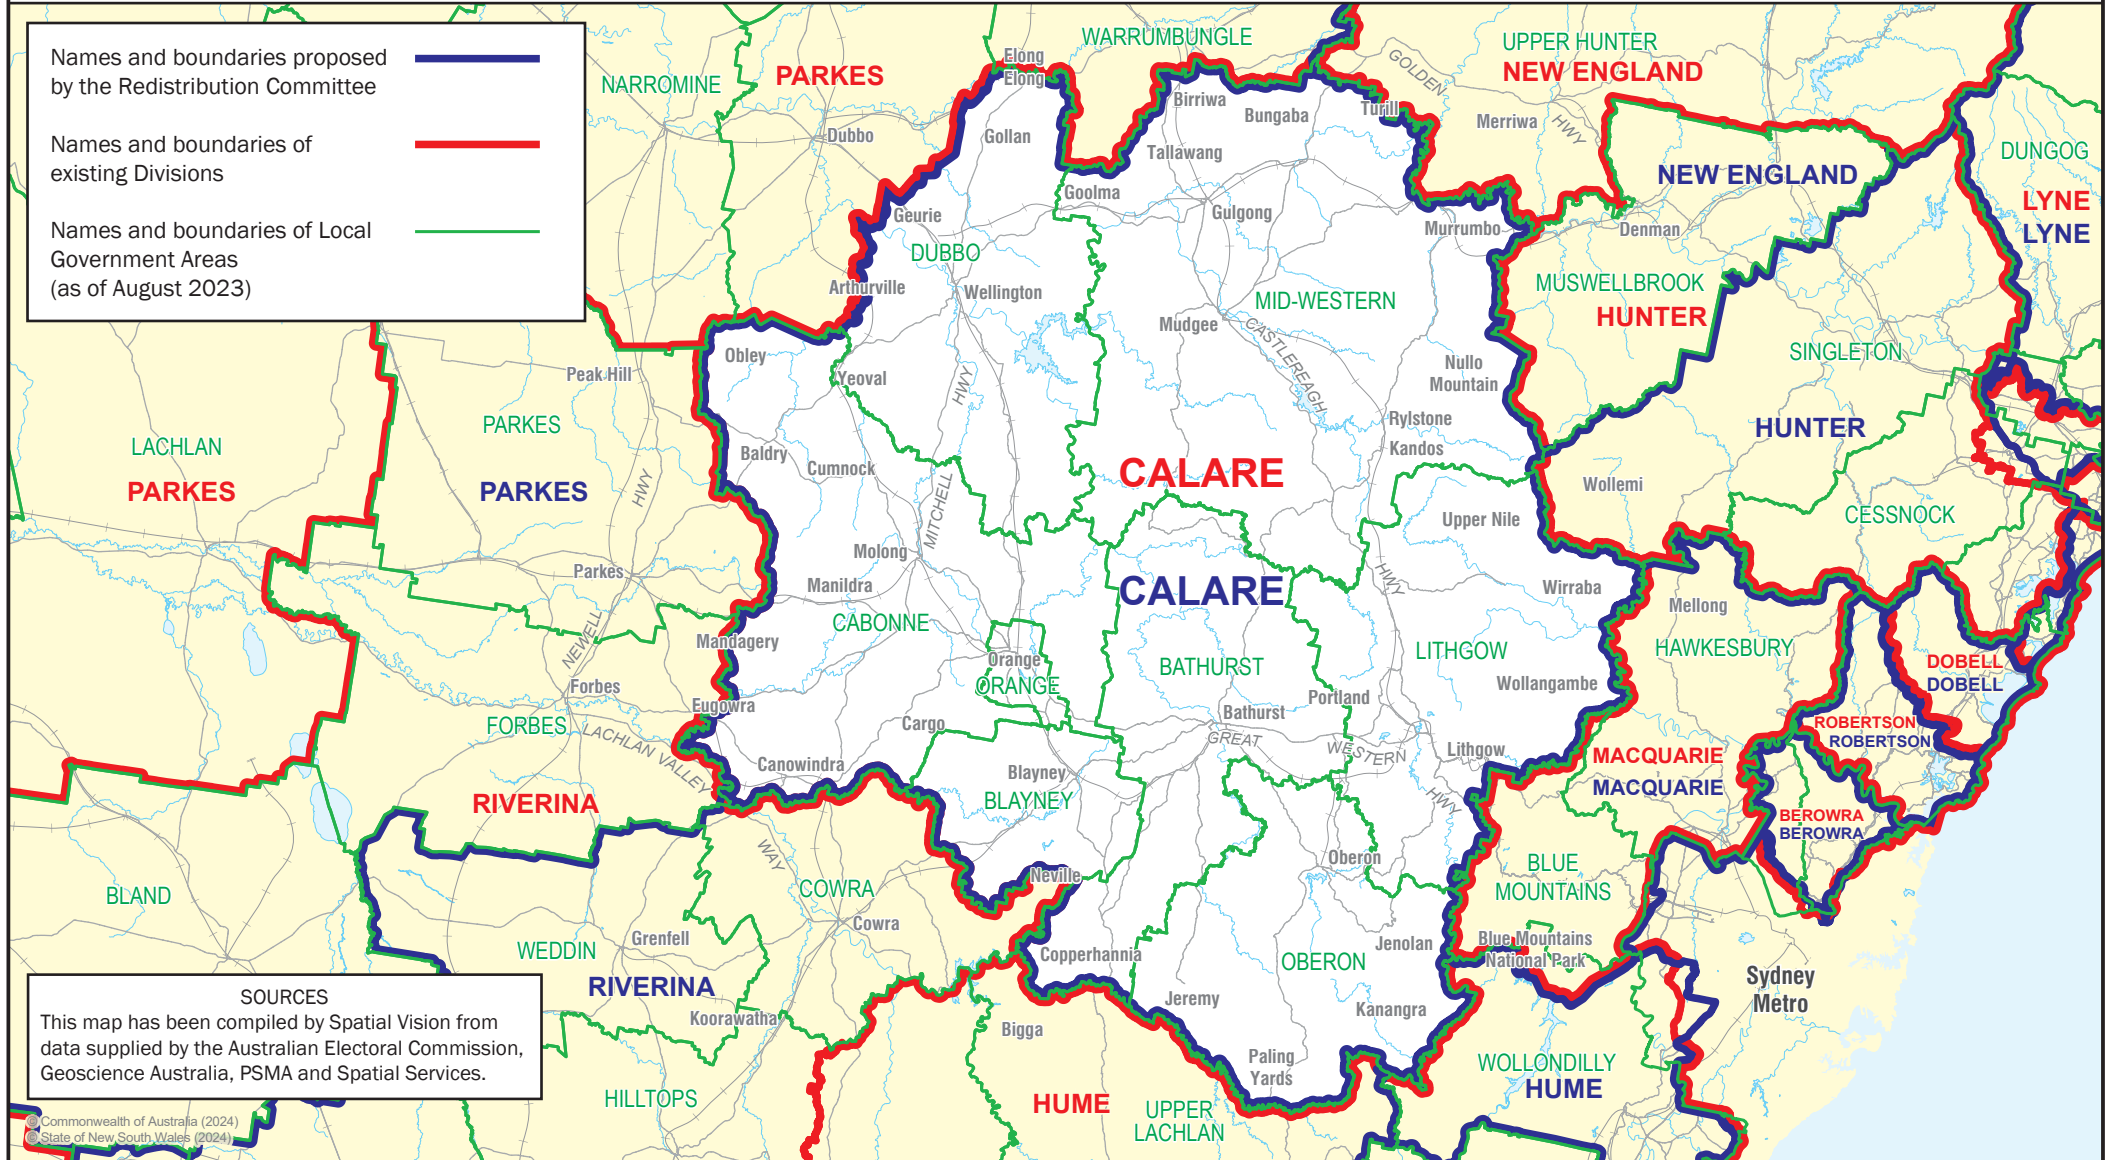 Names and boundaries proposed
by the Redistribution Committee
Names and boundaries of
existing Divisions
Names and boundaries of Local
Government Areas
(as of August 2023)
WARRUMBUNGLE
UPPER HUNTER
NEW ENGLAND
Elong
Elong
GOLDEN
HWY
NARROMINE
PARKES
Dubbo
Gollan
Birriwa
Bungaba
Turill
Merriwa
Tallawang
DUNGOG
NEW ENGLAND
LYNE
LYNE
Goolma
Gulgong
Geurie
Murrumbo
Denman
DUBBO
Arthurville
Wellington
MID-WESTERN
MUSWELLBROOK
HUNTER
Mudgee
CASTLEREAGH
Obley
Yeoval
HWY
Nullo
Mountain
SINGLETON
Peak Hill
PARKES
Rylstone
Kandos
HUNTER
LACHLAN
PARKES
PARKES
HWY
Baldry
Cumnock
CALARE
Wollemi
MITCHELL
Upper Nile
CESSNOCK
Molong
Parkes
Manildra
CALARE
HWY
Wirraba
Mellong
CABONNE
NEWELL
Mandagery
HAWKESBURY
Orange
ORANGE
BATHURST
LITHGOW
DOBELL
DOBELL
Forbes
Eugowra
Wollangambe
Portland
FORBES
LACHLAN VALLEY
Cargo
Bathurst
GREAT
WESTERN
Lithgow
ROBERTSON
ROBERTSON
MACQUARIE
MACQUARIE
Canowindra
Blayney
BLAYNEY
HWY
RIVERINA
BEROWRA
BEROWRA
WAY
Oberon
BLUE
MOUNTAINS
Neville
BLAND
COWRA
Cowra
Grenfell
WEDDIN
RIVERINA
Copperhannia
OBERON
Jenolan
Blue Mountains
National Park
Sydney
Metro
Jeremy
Kanangra
Koorawatha
Bigga
Paling
Yards
WOLLONDILLY
HUME
HILLTOPS
HUME
UPPER
LACHLAN
SOURCES
This map has been compiled by Spatial Vision from
data supplied by the Australian Electoral Commission,
Geoscience Australia, PSMA and Spatial Services.
© Commonwealth of Australia (2024)
© State of New South Wales (2024)